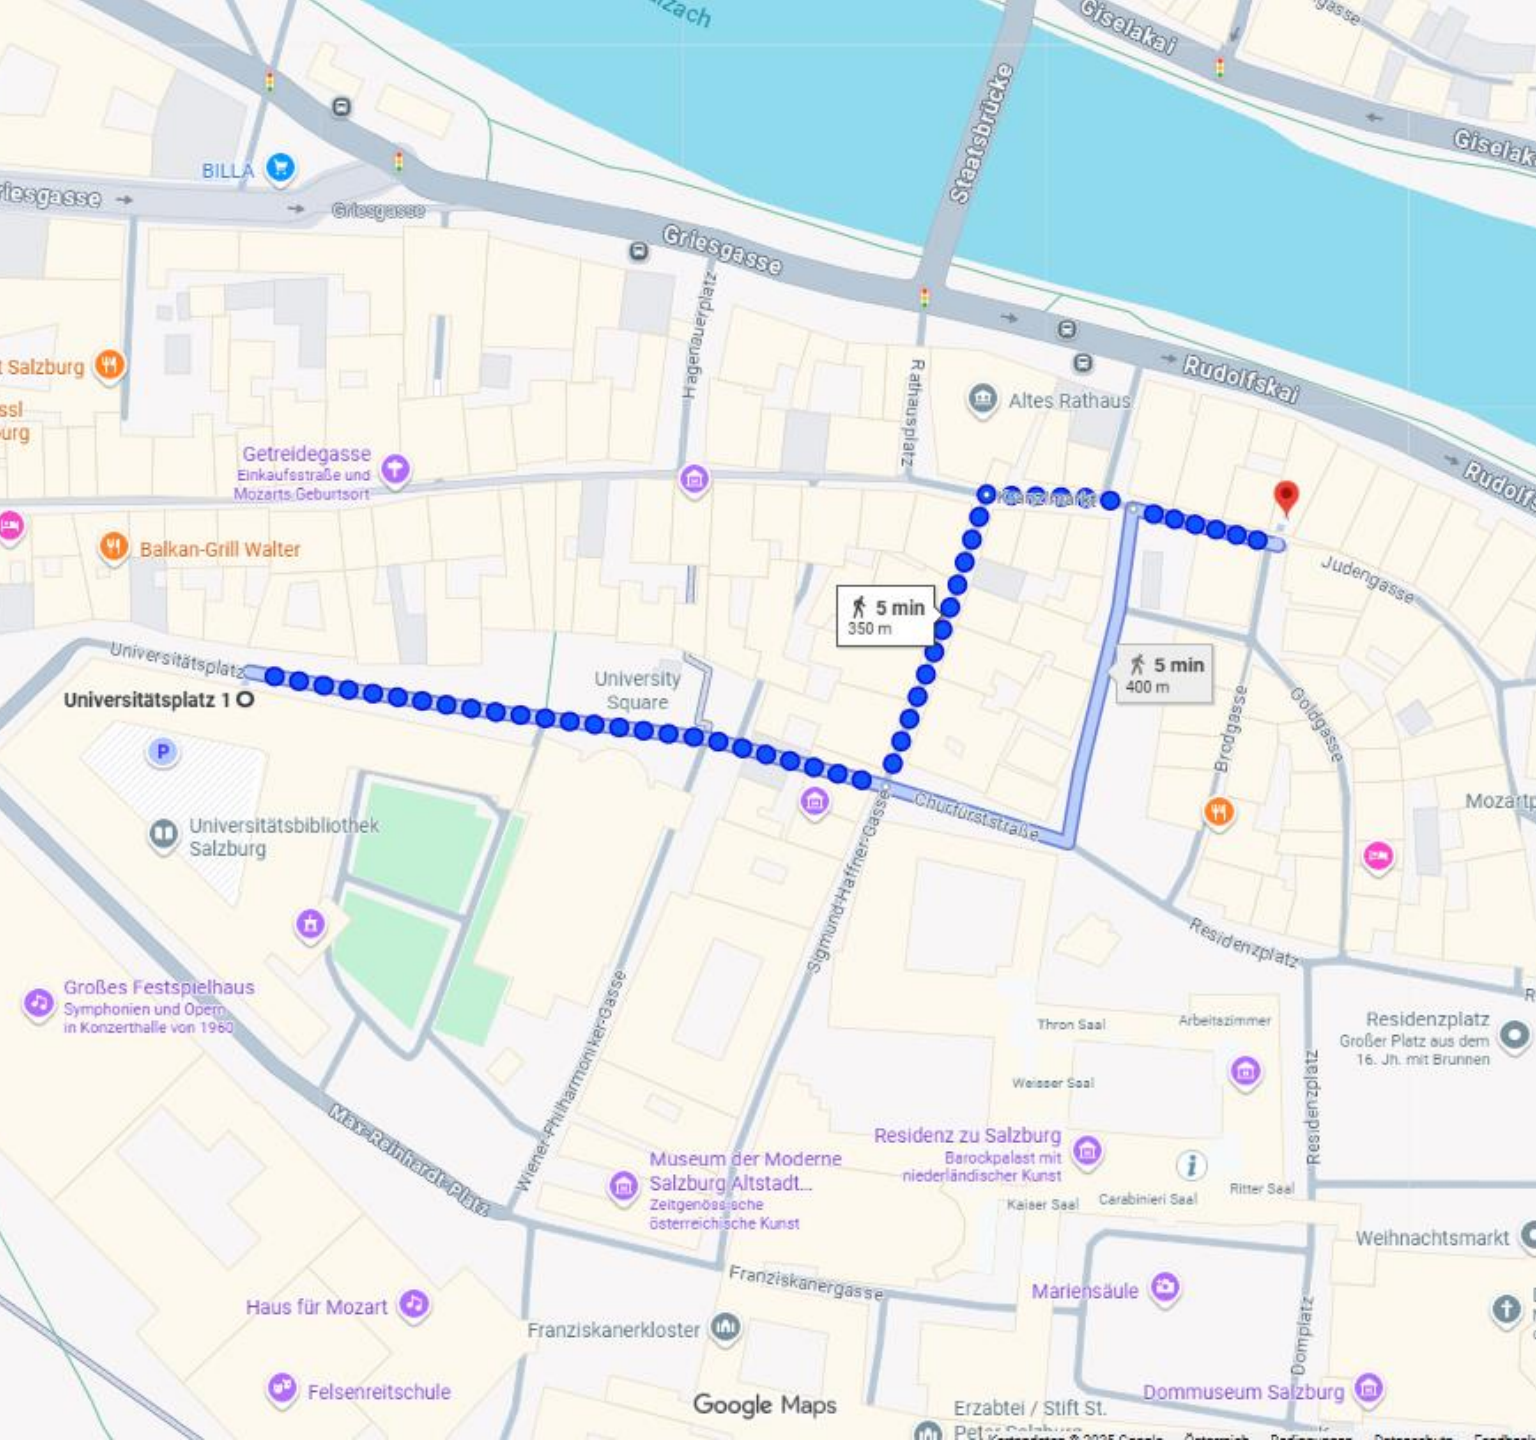 Giselakai
Staatsbrücke
BILLA
Griesgasse
Griesgasse
Hagenauerplatz
Rathausplatz
Altes Rathaus
Rudolfskai
t Salzburg
Getreidegasse
Einkaufsstraße und
Mozarts Geburtsort
Balkan-Grill Walter
Judengasse
5 min
350 m
Universitätsplatz
University
Square
5 min
400 m
Universitätsplatz 1
P
Brodgasse
Goldgasse
Churfürststraße
Universitätsbibliothek
Salzburg
Sigmund-Haffner-Gasse
Residenzplatz
Großes Festspielhaus
Symphonien und Opern
in Konzerthalle von 1960
Wiener-Philharmoniker-Gasse
Thron Saal
Arbeitszimmer
Residenzplatz
Großer Platz aus dem
16. Jh. mit Brunnen
Weisser Saal
Residenzplatz
Max-Reinhardt-Platz
Residenz zu Salzburg
Barockpalast mit
niederländischer Kunst
Museum der Moderne
Salzburg Altstadt...
Zeitgenössische
österreichische Kunst
Kaiser Saal
Carabinieri Saal
Ritter Saal
Weihnachtsmarkt
Franziskanergasse
Mariensäule
Haus für Mozart
Franziskanerkloster
Domplatz
Felsenreitschule
Dommuseum Salzburg
Google Maps
Erzabtei / Stift St.